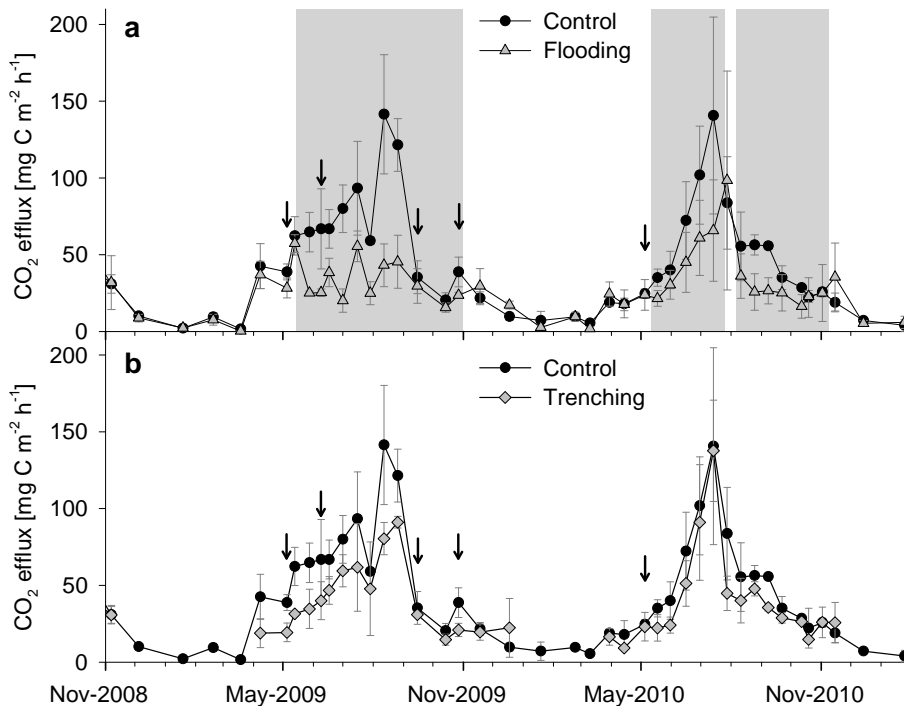 a
Control
Flooding
200
150
100
50
0
CO₂ efflux [mg C m⁻² h⁻¹]
b
Control
Trenching
200
150
100
50
0
CO₂ efflux [mg C m⁻² h⁻¹]
Nov-2008 May-2009 Nov-2009 May-2010 Nov-2010